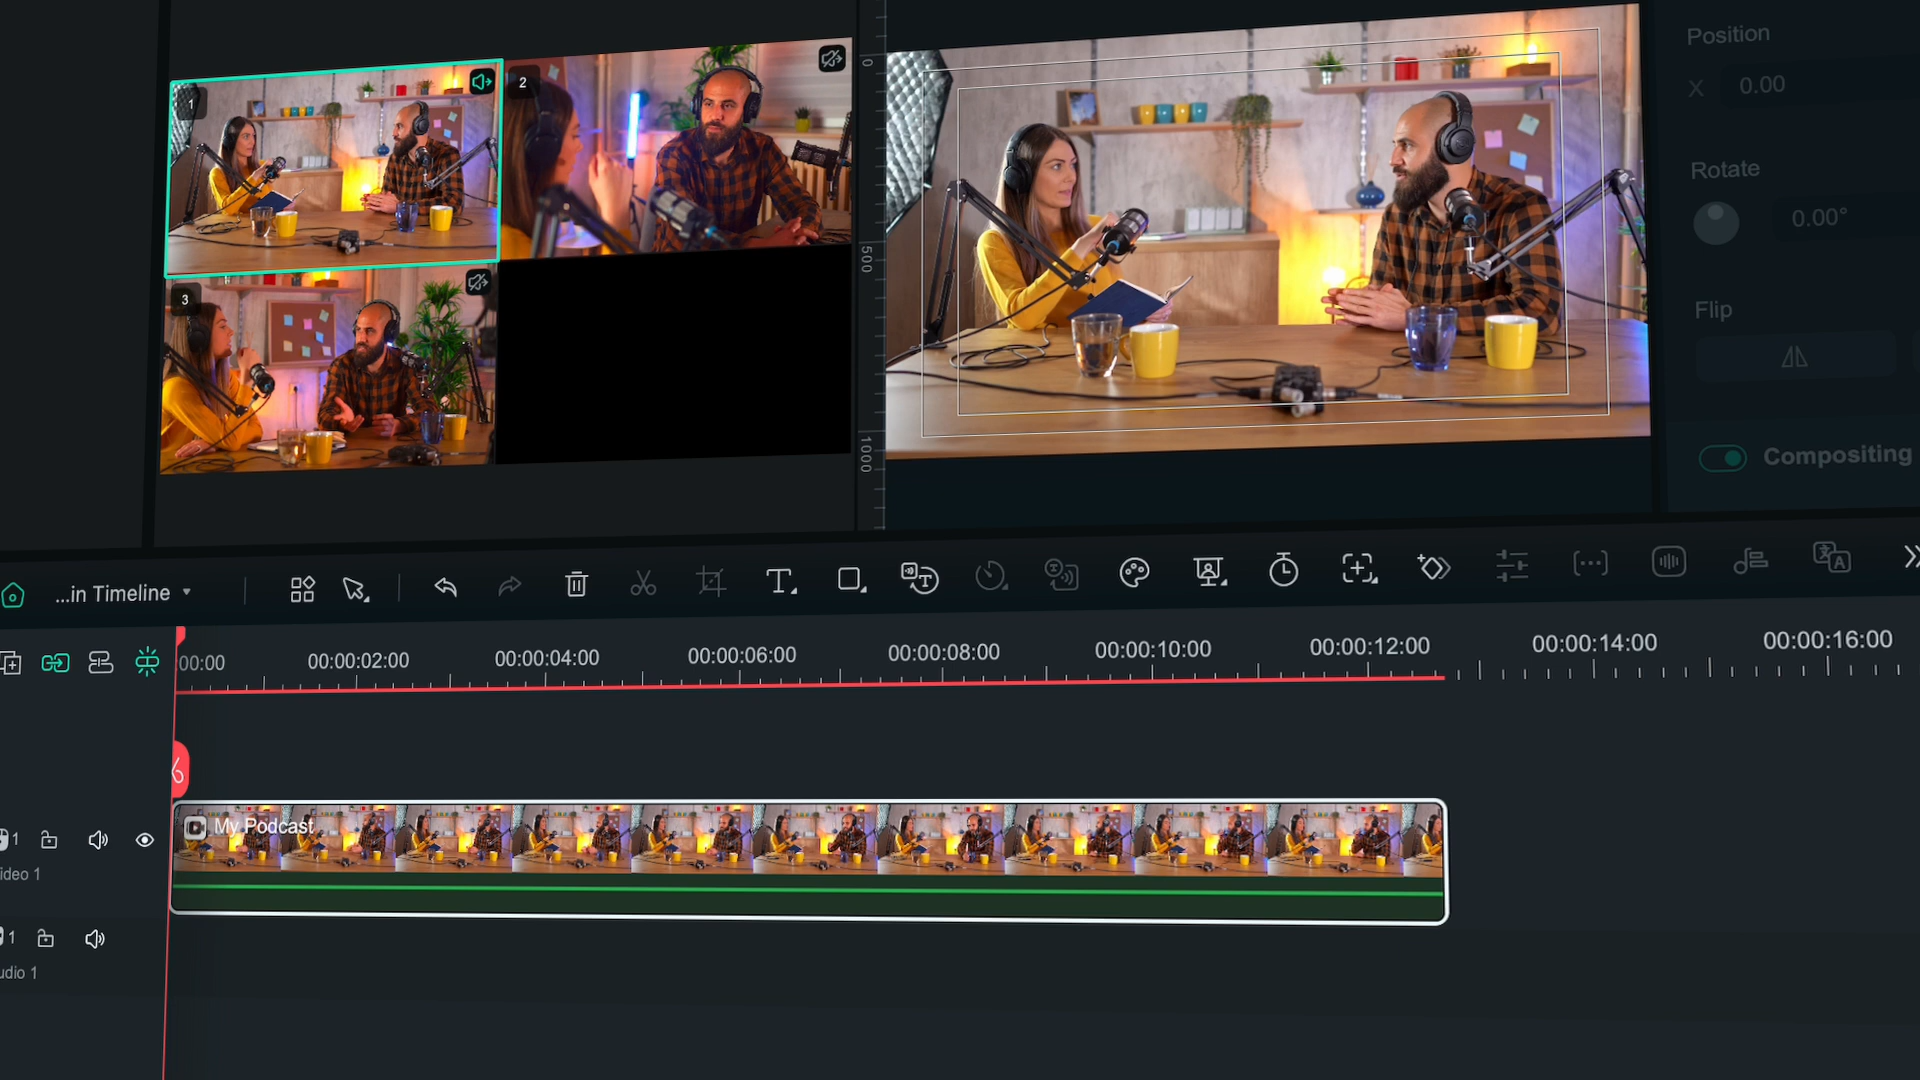 1
2
3
0
500
1000
Position
X 0.00
Rotate
0.00°
Flip
Compositing
...in Timeline
00:00
00:00:02:00
00:00:04:00
00:00:06:00
00:00:08:00
00:00:10:00
00:00:12:00
00:00:14:00
00:00:16:00
My Podcast
1
ideo 1
1
udio 1